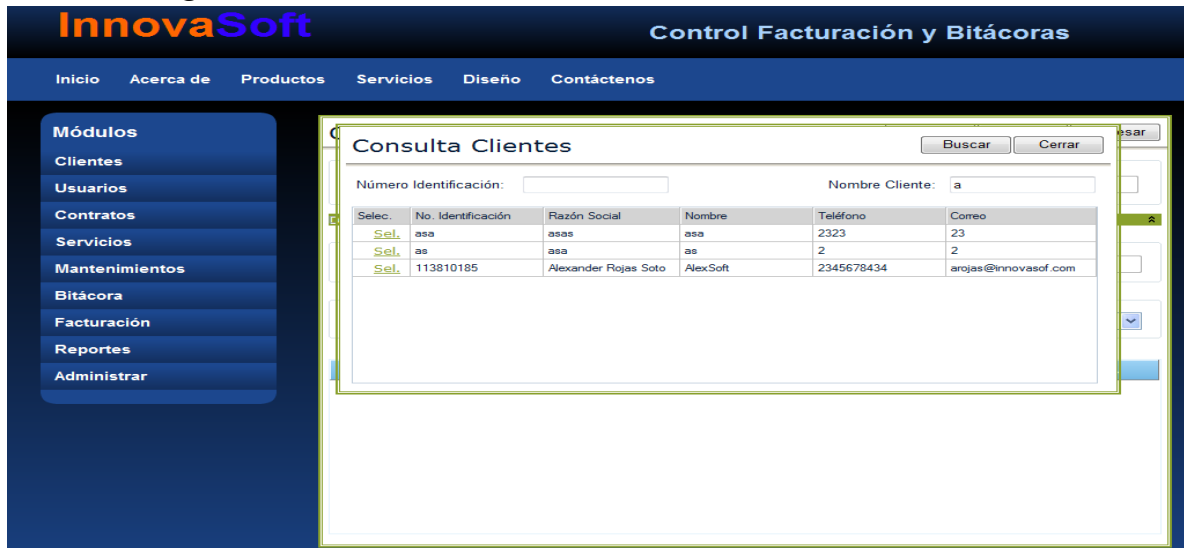 InnovaSoft
Control Facturación y Bitácoras
Inicio Acerca de Productos Servicios Diseño Contáctenos
Módulos
Clientes
Usuarios
Contratos
Servicios
Mantenimientos
Bitácora
Facturación
Reportes
Administrar
Consulta Clientes Buscar Cerrar
Número Identificación: Nombre Cliente: a
Selec. No. Identificación Razón Social Nombre Teléfono Correo
Sel. asa asas asa 2323 23
Sel. as asa as 2 2
Sel. 113810185 Alexander Rojas Soto AlexSoft 2345678434 arojas@innovasof.com